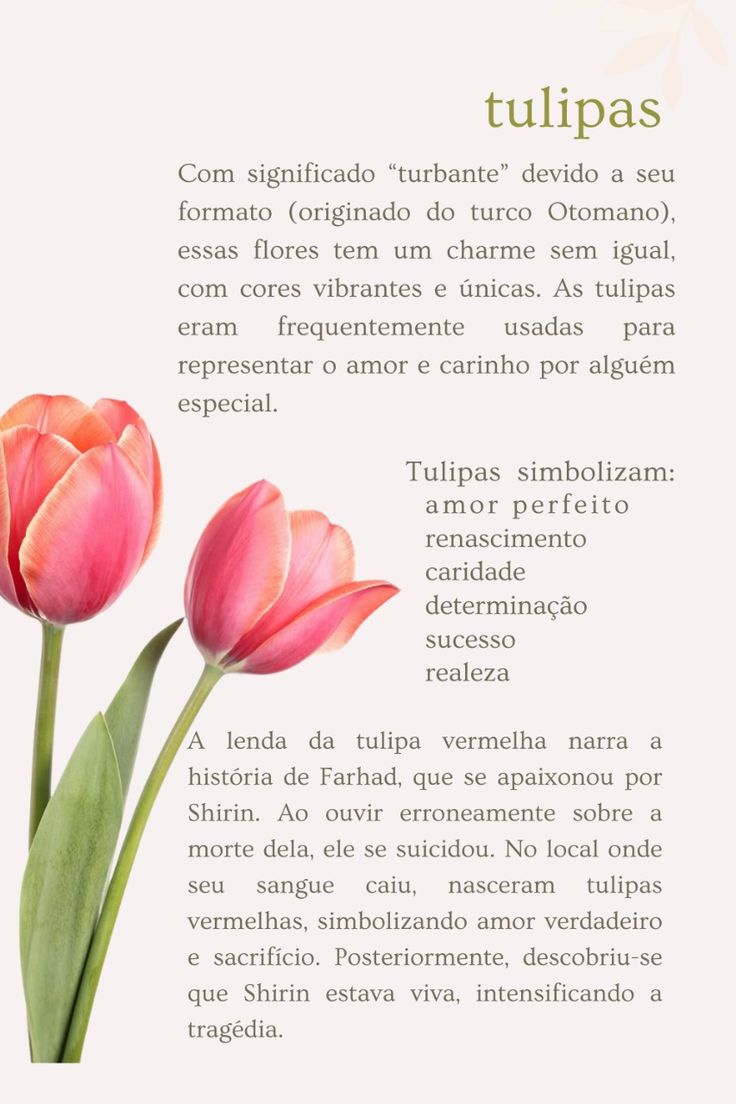 tulipas
Com significado “turbante” devido a seu
formato (originado do turco Otomano),
essas flores tem um charme sem igual,
com cores vibrantes e únicas. As tulipas
eram frequentemente usadas para
representar o amor e carinho por alguém
especial.
Tulipas simbolizam:
amor perfeito
renascimento
caridade
determinação
sucesso
realeza
A lenda da tulipa vermelha narra a
história de Farhad, que se apaixonou por
Shirin. Ao ouvir erroneamente sobre a
morte dela, ele se suicidou. No local onde
seu sangue caiu, nasceram tulipas
vermelhas, simbolizando amor verdadeiro
e sacrifício. Posteriormente, descobriu-se
que Shirin estava viva, intensificando a
tragédia.